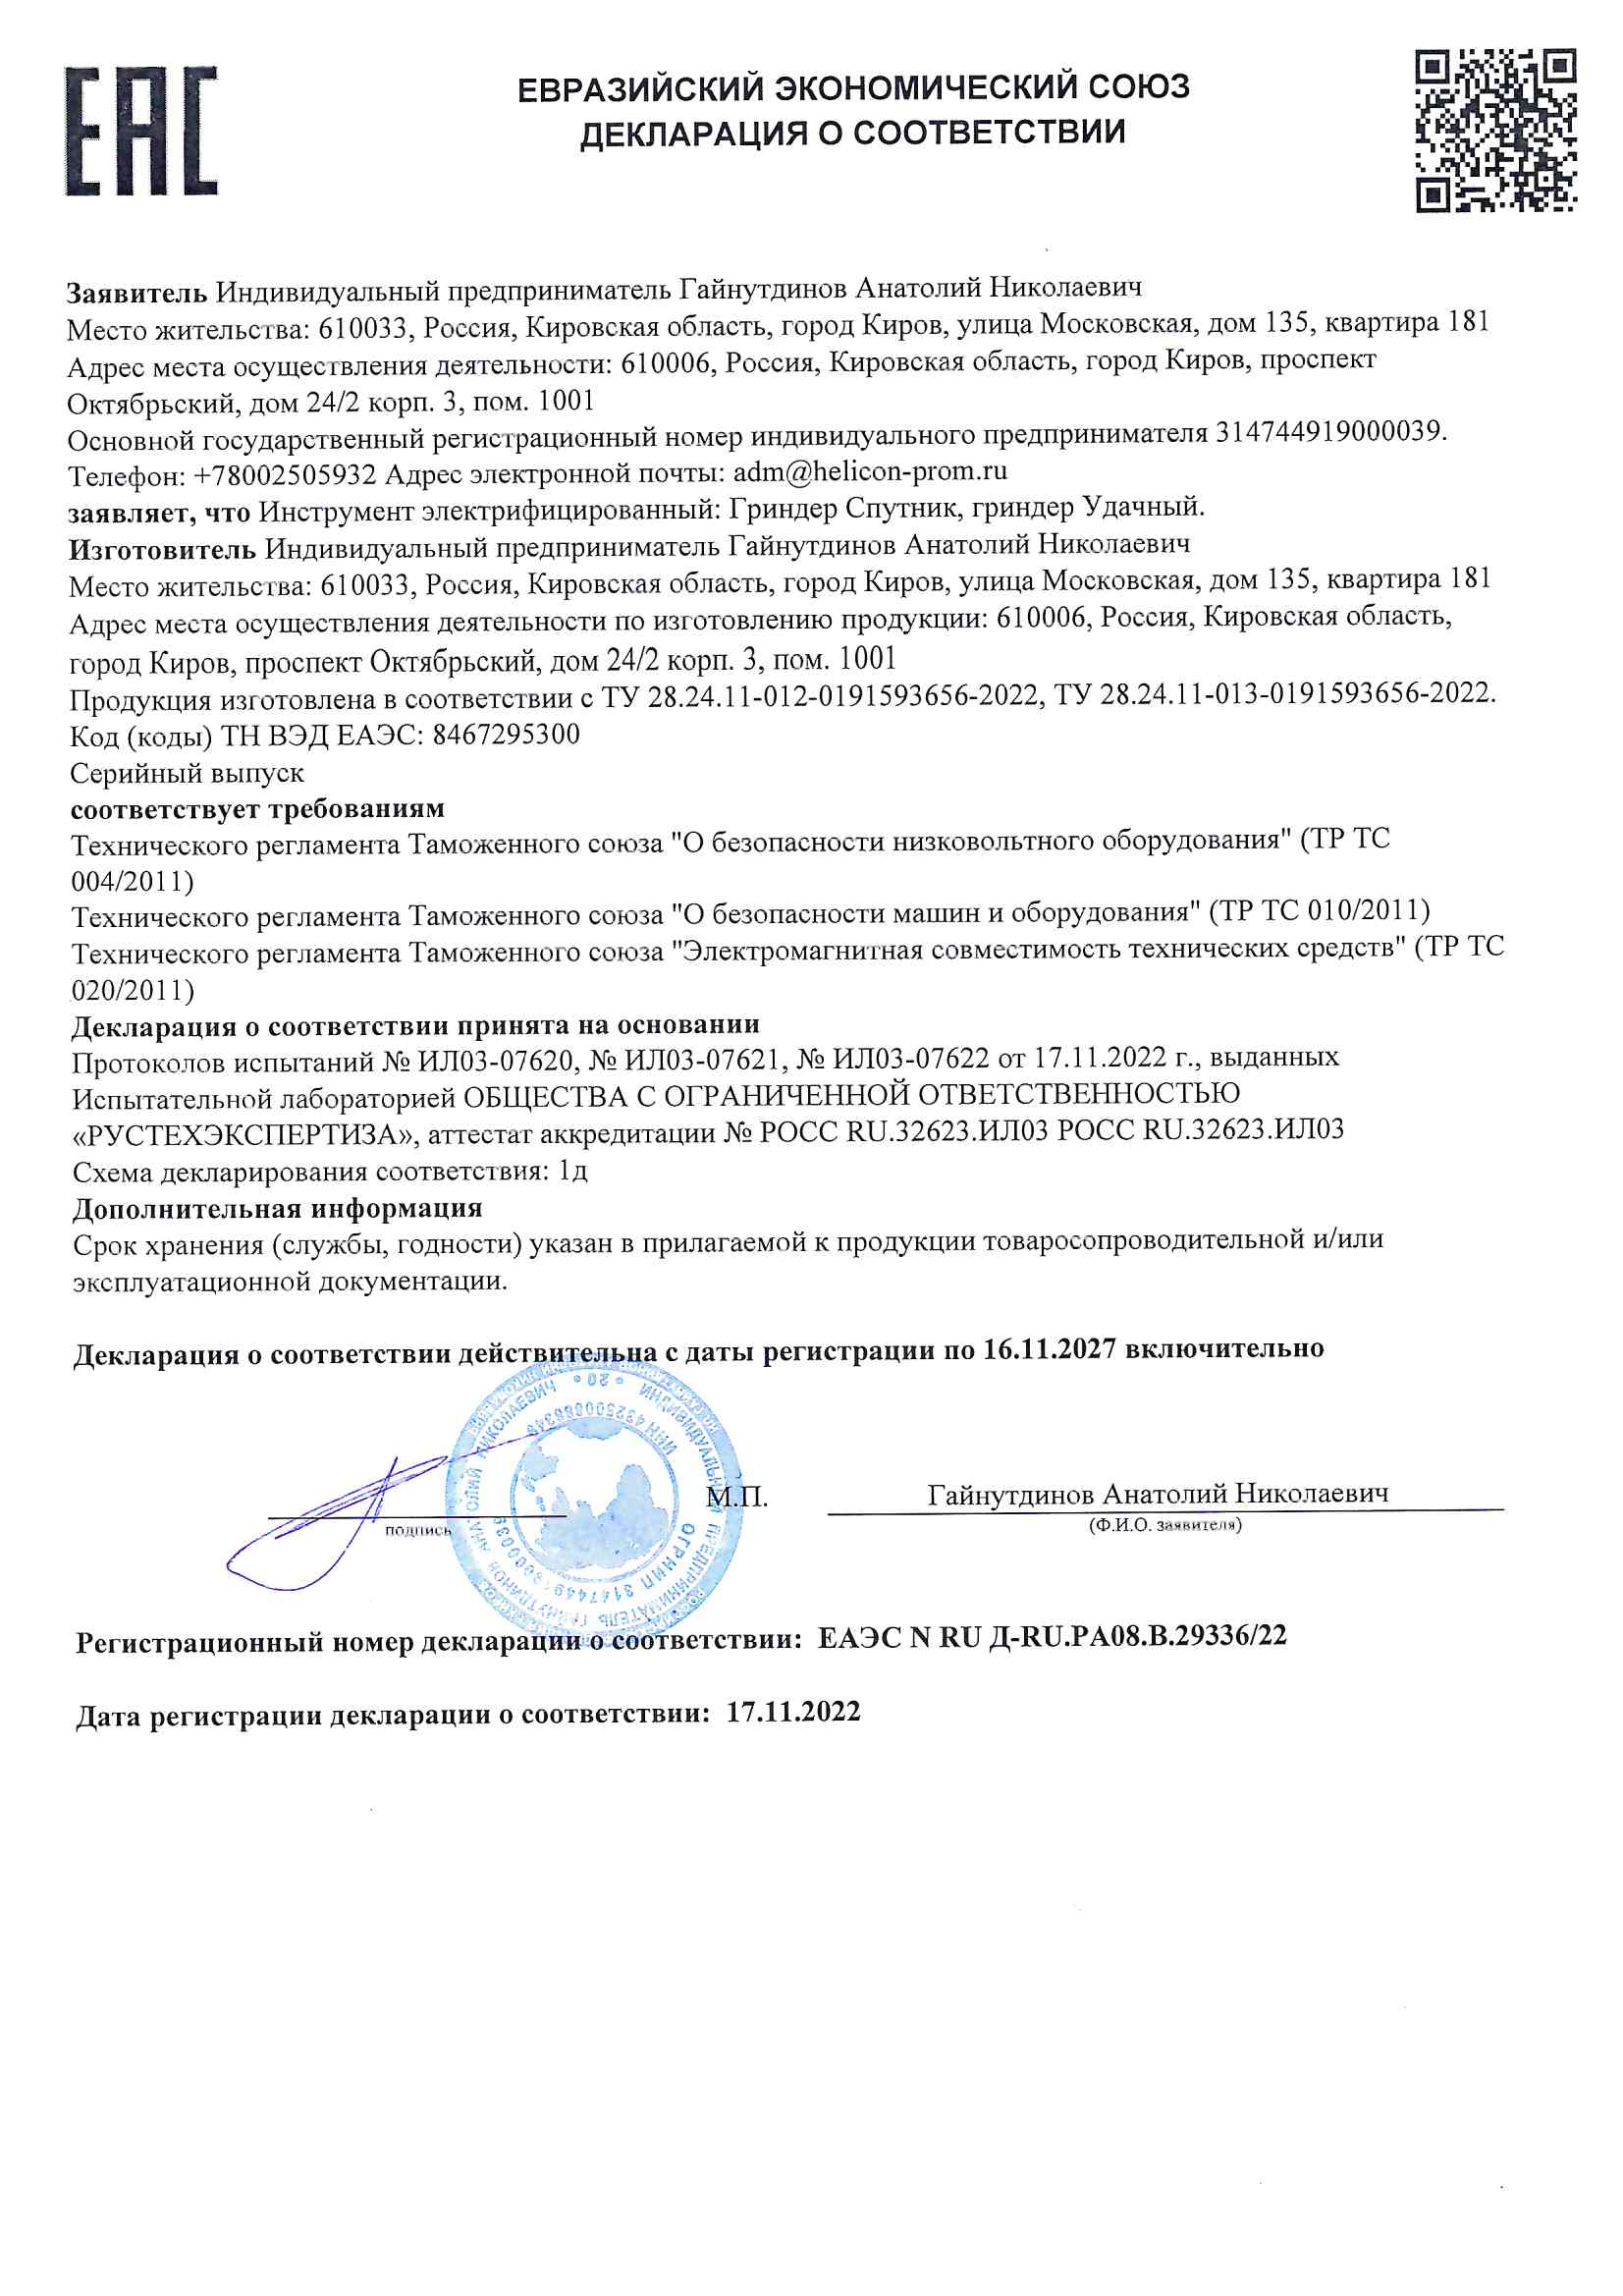 EAC
ЕВРАЗИЙСКИЙ ЭКОНОМИЧЕСКИЙ СОЮЗ
ДЕКЛАРАЦИЯ О СООТВЕТСТВИИ
Заявитель Индивидуальный предприниматель Гайнутдинов Анатолий Николаевич
Место жительства: 610033, Россия, Кировская область, город Киров, улица Московская, дом 135, квартира 181
Адрес места осуществления деятельности: 610006, Россия, Кировская область, город Киров, проспект
Октябрьский, дом 24/2 корп. 3, пом. 1001
Основной государственный регистрационный номер индивидуального предпринимателя 314744919000039.
Телефон: +78002505932 Адрес электронной почты: adm@helicon-prom.ru
заявляет, что Инструмент электрифицированный: Гриндер Спутник, гриндер Удачный.
Изготовитель Индивидуальный предприниматель Гайнутдинов Анатолий Николаевич
Место жительства: 610033, Россия, Кировская область, город Киров, улица Московская, дом 135, квартира 181
Адрес места осуществления деятельности по изготовлению продукции: 610006, Россия, Кировская область,
город Киров, проспект Октябрьский, дом 24/2 корп. 3, пом. 1001
Продукция изготовлена в соответствии с ТУ 28.24.11-012-0191593656-2022, ТУ 28.24.11-013-0191593656-2022.
Код (коды) ТН ВЭД ЕАЭС: 8467295300
Серийный выпуск
соответствует требованиям
Технического регламента Таможенного союза "О безопасности низковольтного оборудования" (ТР ТС
004/2011)
Технического регламента Таможенного союза "О безопасности машин и оборудования" (ТР ТС 010/2011)
Технического регламента Таможенного союза "Электромагнитная совместимость технических средств" (ТР ТС
020/2011)
Декларация о соответствии принята на основании
Протоколов испытаний № ИЛ03-07620, № ИЛ03-07621, № ИЛ03-07622 от 17.11.2022 г., выданных
Испытательной лабораторией ОБЩЕСТВА С ОГРАНИЧЕННОЙ ОТВЕТСТВЕННОСТЬЮ
«РУСТЕХЭКСПЕРТИЗА», аттестат аккредитации № РОСС RU.32623.ИЛ03 РОСС RU.32623.ИЛ03
Схема декларирования соответствия: 1д
Дополнительная информация
Срок хранения (службы, годности) указан в прилагаемой к продукции товаросопроводительной и/или
эксплуатационной документации.
Декларация о соответствии действительна с даты регистрации по 16.11.2027 включительно
ИНДИВИДУАЛЬНЫЙ ПРЕДПРИНИМАТЕЛЬ ГАЙНУТДИНОВ АНАТОЛИЙ НИКОЛАЕВИЧ
ОГРНИП 314744919000039
М.П.
Гайнутдинов Анатолий Николаевич
подпись
(Ф.И.О. заявителя)
Регистрационный номер декларации о соответствии: ЕАЭС N RU Д-RU.РА08.В.29336/22
Дата регистрации декларации о соответствии: 17.11.2022